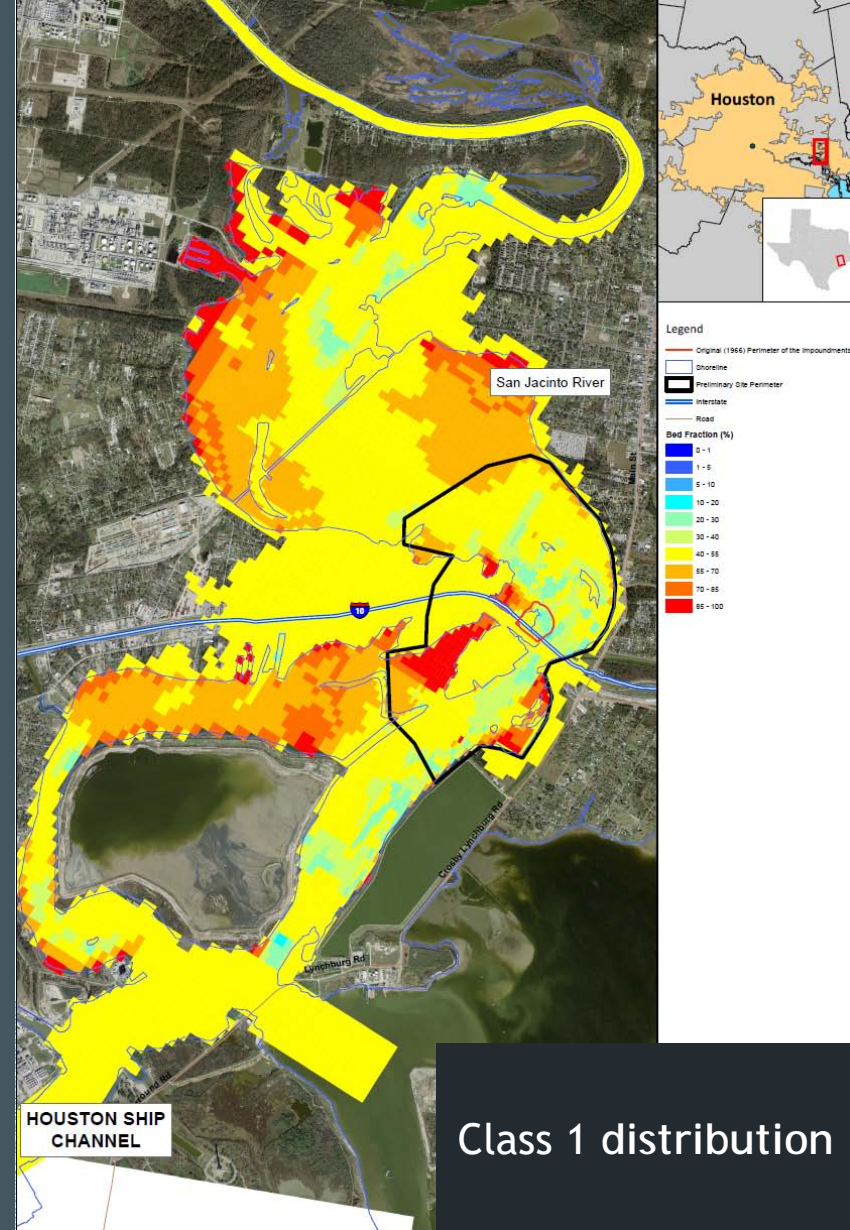 Houston
Legend
Original (1966) Perimeter of the Impoundments
Shoreline
Preliminary Site Perimeter
Interstate
Road
Bed Fraction (%)
0 - 1
1 - 5
5 - 10
10 - 20
20 - 30
30 - 40
40 - 55
55 - 70
70 - 85
85 - 100
San Jacinto River
Main St
10
Crosby Lynchburg Rd
Lynchburg Rd
HOUSTON SHIP
CHANNEL
Class 1 distribution